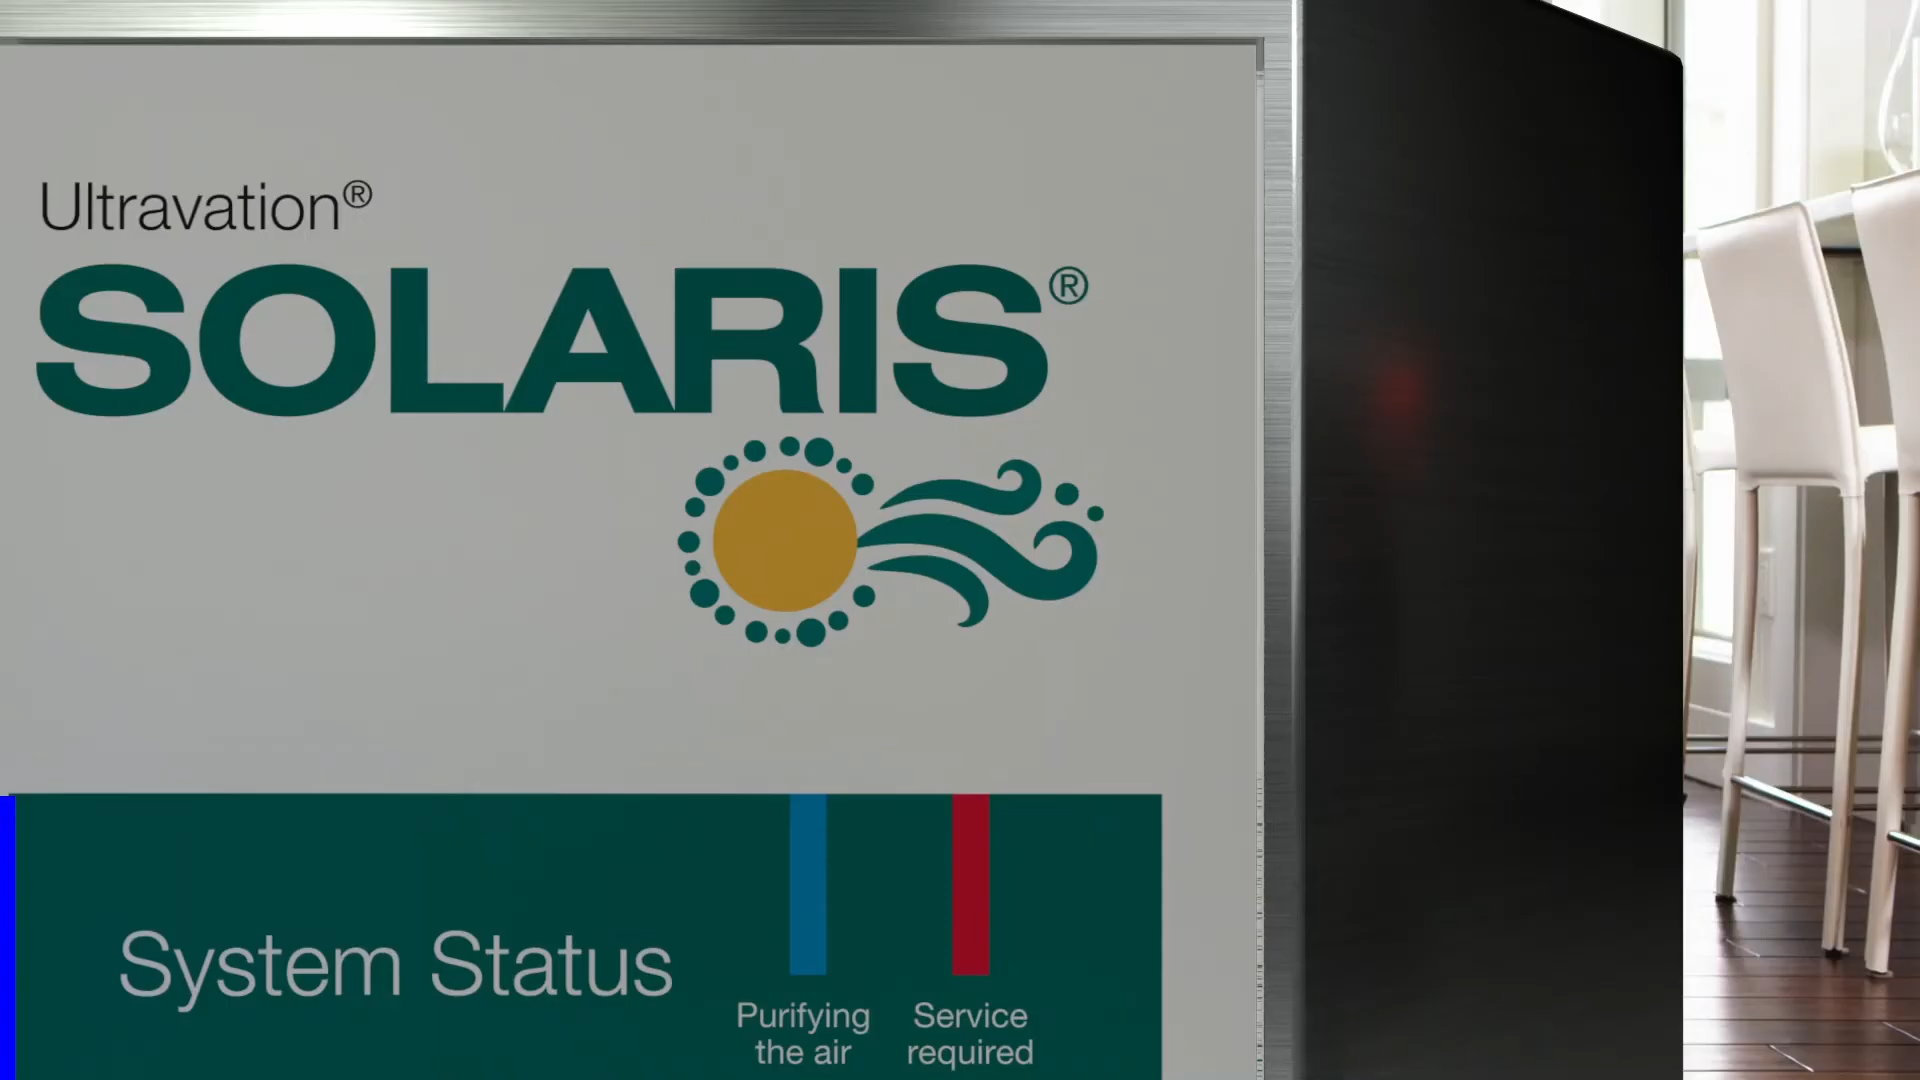 Ultravation®
SOLARIS®
System Status
Purifying
the air
Service
required